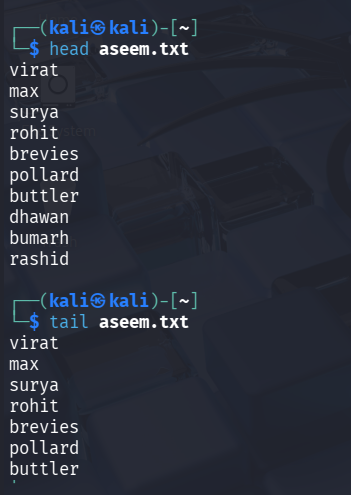 ┌──(kali㉿kali)-[~]
└─$ head aseem.txt
virat
max
surya
rohit
brevies
pollard
buttler
dhawan
bumarh
rashid

┌──(kali㉿kali)-[~]
└─$ tail aseem.txt
virat
max
surya
rohit
brevies
pollard
buttler